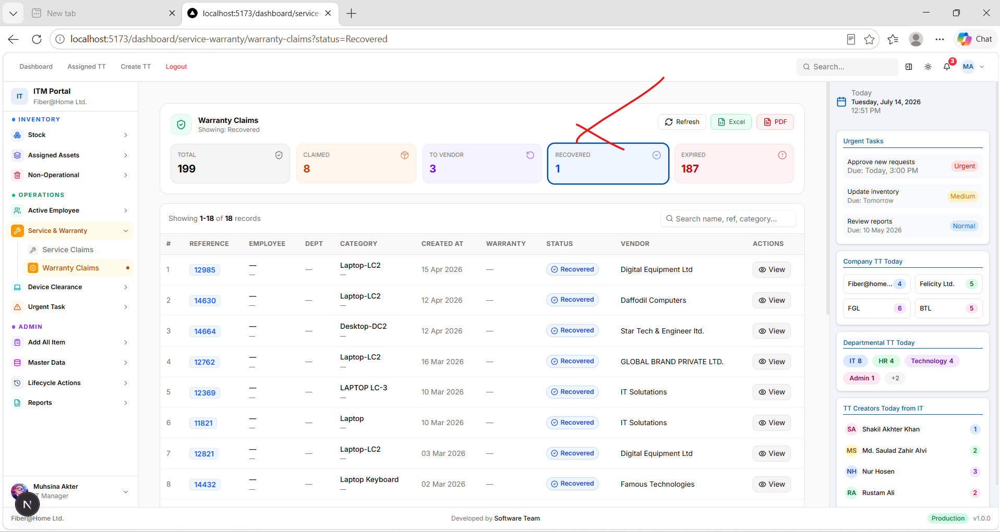 New tab
localhost:5173/dashboard/service-
localhost:5173/dashboard/service-warranty/warranty-claims?status=Recovered
Chat
Dashboard
Assigned TT
Create TT
Logout
Search...
3
MA
IT
ITM Portal
Fiber@Home Ltd.
INVENTORY
Stock
Assigned Assets
Non-Operational
OPERATIONS
Active Employee
Service & Warranty
Service Claims
Warranty Claims
Device Clearance
Urgent Task
ADMIN
Add All Item
Master Data
Lifecycle Actions
Reports
Muhsina Akter
T Manager
N
Warranty Claims
Showing: Recovered
Refresh
Excel
PDF
TOTAL
199
CLAIMED
8
TO VENDOR
3
RECOVERED
1
EXPIRED
187
Showing 1-18 of 18 records
Search name, ref, category...
# REFERENCE EMPLOYEE DEPT CATEGORY CREATED AT WARRANTY STATUS VENDOR ACTIONS
1 12985 — — — Laptop-LC2 — 15 Apr 2026 — Recovered Digital Equipment Ltd View
2 14630 — — — Laptop-LC2 — 12 Apr 2026 — Recovered Daffodil Computers View
3 14664 — — — Desktop-DC2 — 12 Apr 2026 — Recovered Star Tech & Engineer ltd. View
4 12762 — — — Laptop-LC2 — 16 Mar 2026 — Recovered GLOBAL BRAND PRIVATE LTD. View
5 12369 — — — LAPTOP LC-3 — 10 Mar 2026 — Recovered IT Solutations View
6 11821 — — — Laptop — 10 Mar 2026 — Recovered IT Solutations View
7 12821 — — — Laptop-LC2 — 03 Mar 2026 — Recovered Digital Equipment Ltd View
8 14432 — — — Laptop Keyboard — 02 Mar 2026 — Recovered Famous Technologies View
Today
Tuesday, July 14, 2026
12:51 PM
Urgent Tasks
Approve new requests
Due: Today, 3:00 PM
Urgent
Update inventory
Due: Tomorrow
Medium
Review reports
Due: 10 May 2026
Normal
Company TT Today
Fiber@home... 4
Felicity Ltd. 5
FGL 6
BTL 5
Departmental TT Today
IT 8
HR 4
Technology 4
Admin 1
+2
TT Creators Today from IT
SA Shakil Akhter Khan 1
MS Md. Saulad Zahir Alvi 2
NH Nur Hosen 3
RA Rustam Ali 2
Fiber@Home Ltd.
Developed by Software Team
Production
v1.0.0